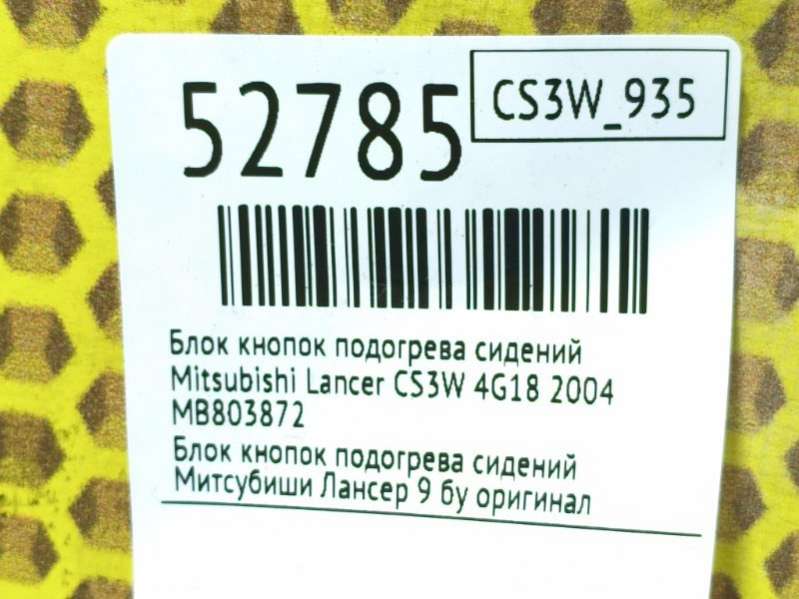 52785
CS3W_935
Блок кнопок подогрева сидений
Mitsubishi Lancer CS3W 4G18 2004
MB803872
Блок кнопок подогрева сидений
Митсубиши Лансер 9 бу оригинал